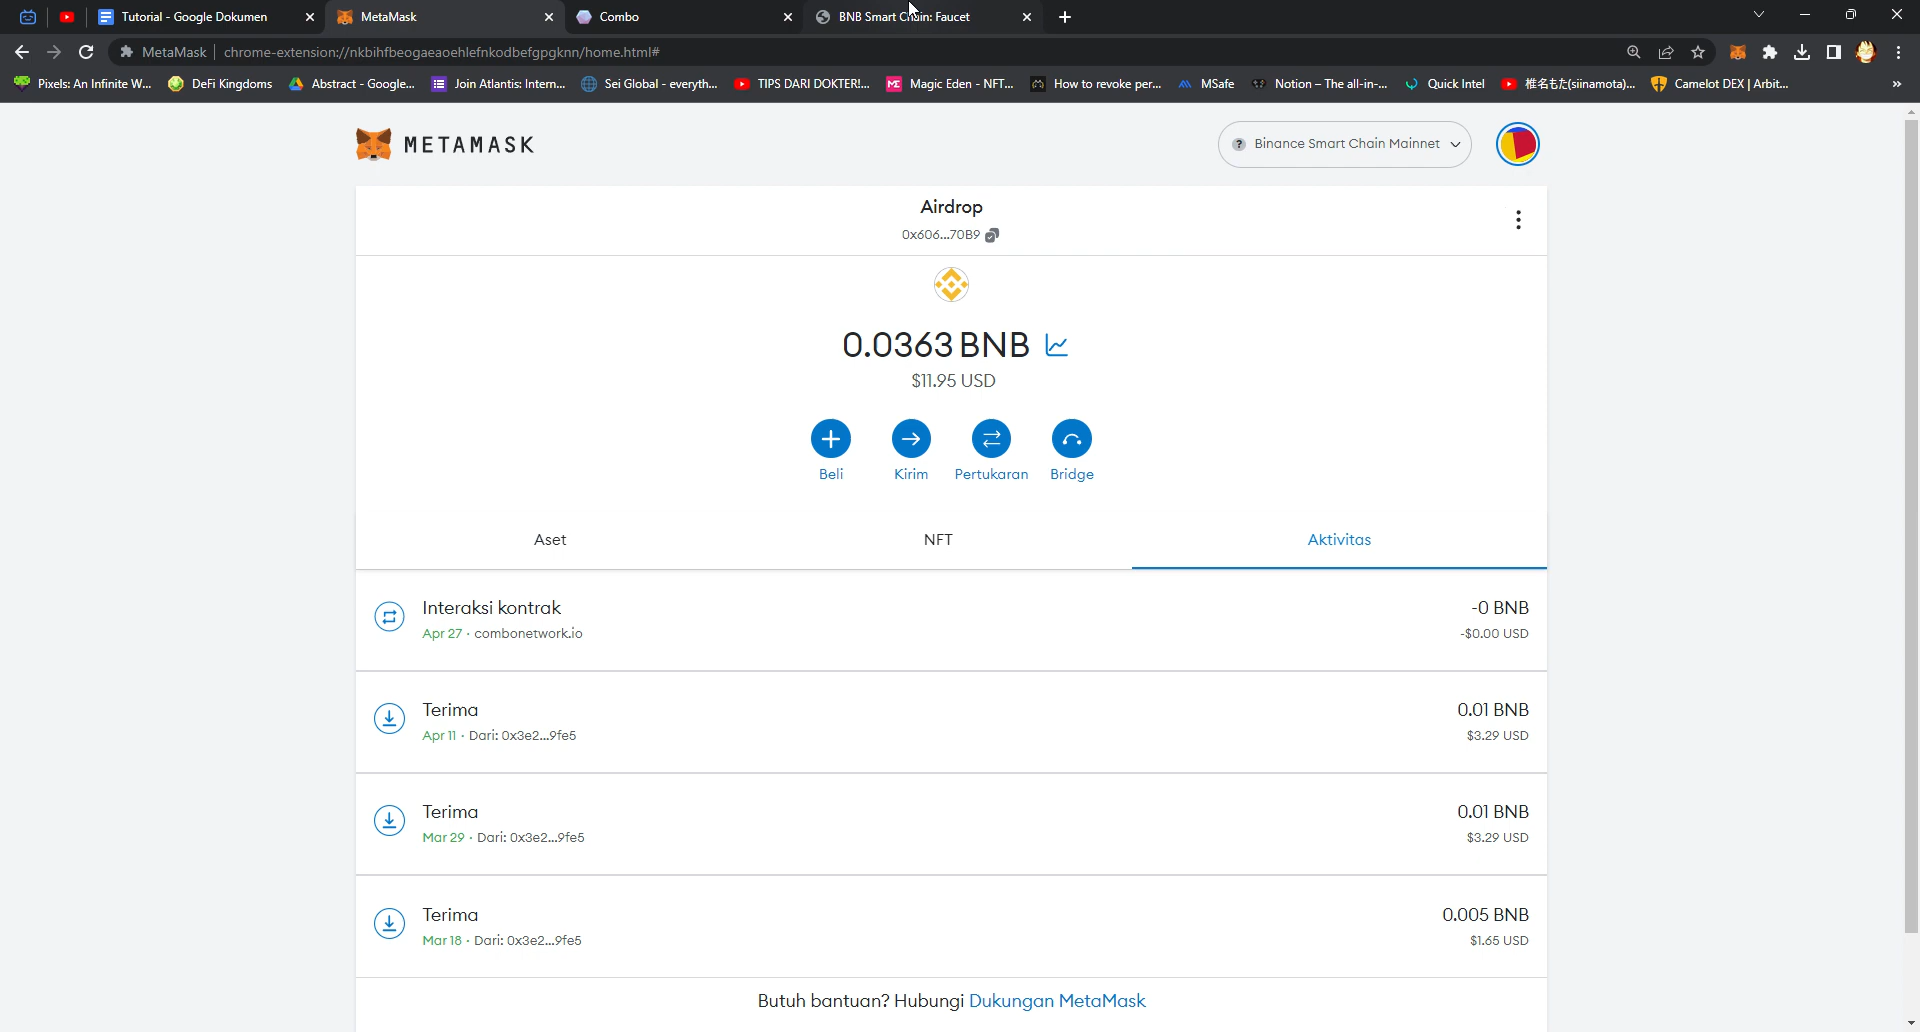 Tutorial - Google Dokumen
MetaMask
Combo
BNB Smart Chain: Faucet
MetaMask
chrome-extension://nkbihfbeogaeaoehlefnkodbefgpgknn/home.html#
Pixels: An Infinite W...
DeFi Kingdoms
Abstract - Google...
Join Atlantis: Intern...
Sei Global - everyth...
TIPS DARI DOKTER!...
Magic Eden - NFT...
How to revoke per...
MSafe
Notion – The all-in-...
Quick Intel
椎名もた(siinamota)...
Camelot DEX | Arbit...
»
METAMASK
Binance Smart Chain Mainnet
Airdrop
0x606...70B9
0.0363 BNB
$11.95 USD
Beli
Kirim
Pertukaran
Bridge
Aset
NFT
Aktivitas
Interaksi kontrak
-0 BNB
Apr 27 · combonetwork.io
-$0.00 USD
Terima
0.01 BNB
Apr 11 · Dari: 0x3e2...9fe5
$3.29 USD
Terima
0.01 BNB
Mar 29 · Dari: 0x3e2...9fe5
$3.29 USD
Terima
0.005 BNB
Mar 18 · Dari: 0x3e2...9fe5
$1.65 USD
Butuh bantuan? Hubungi Dukungan MetaMask